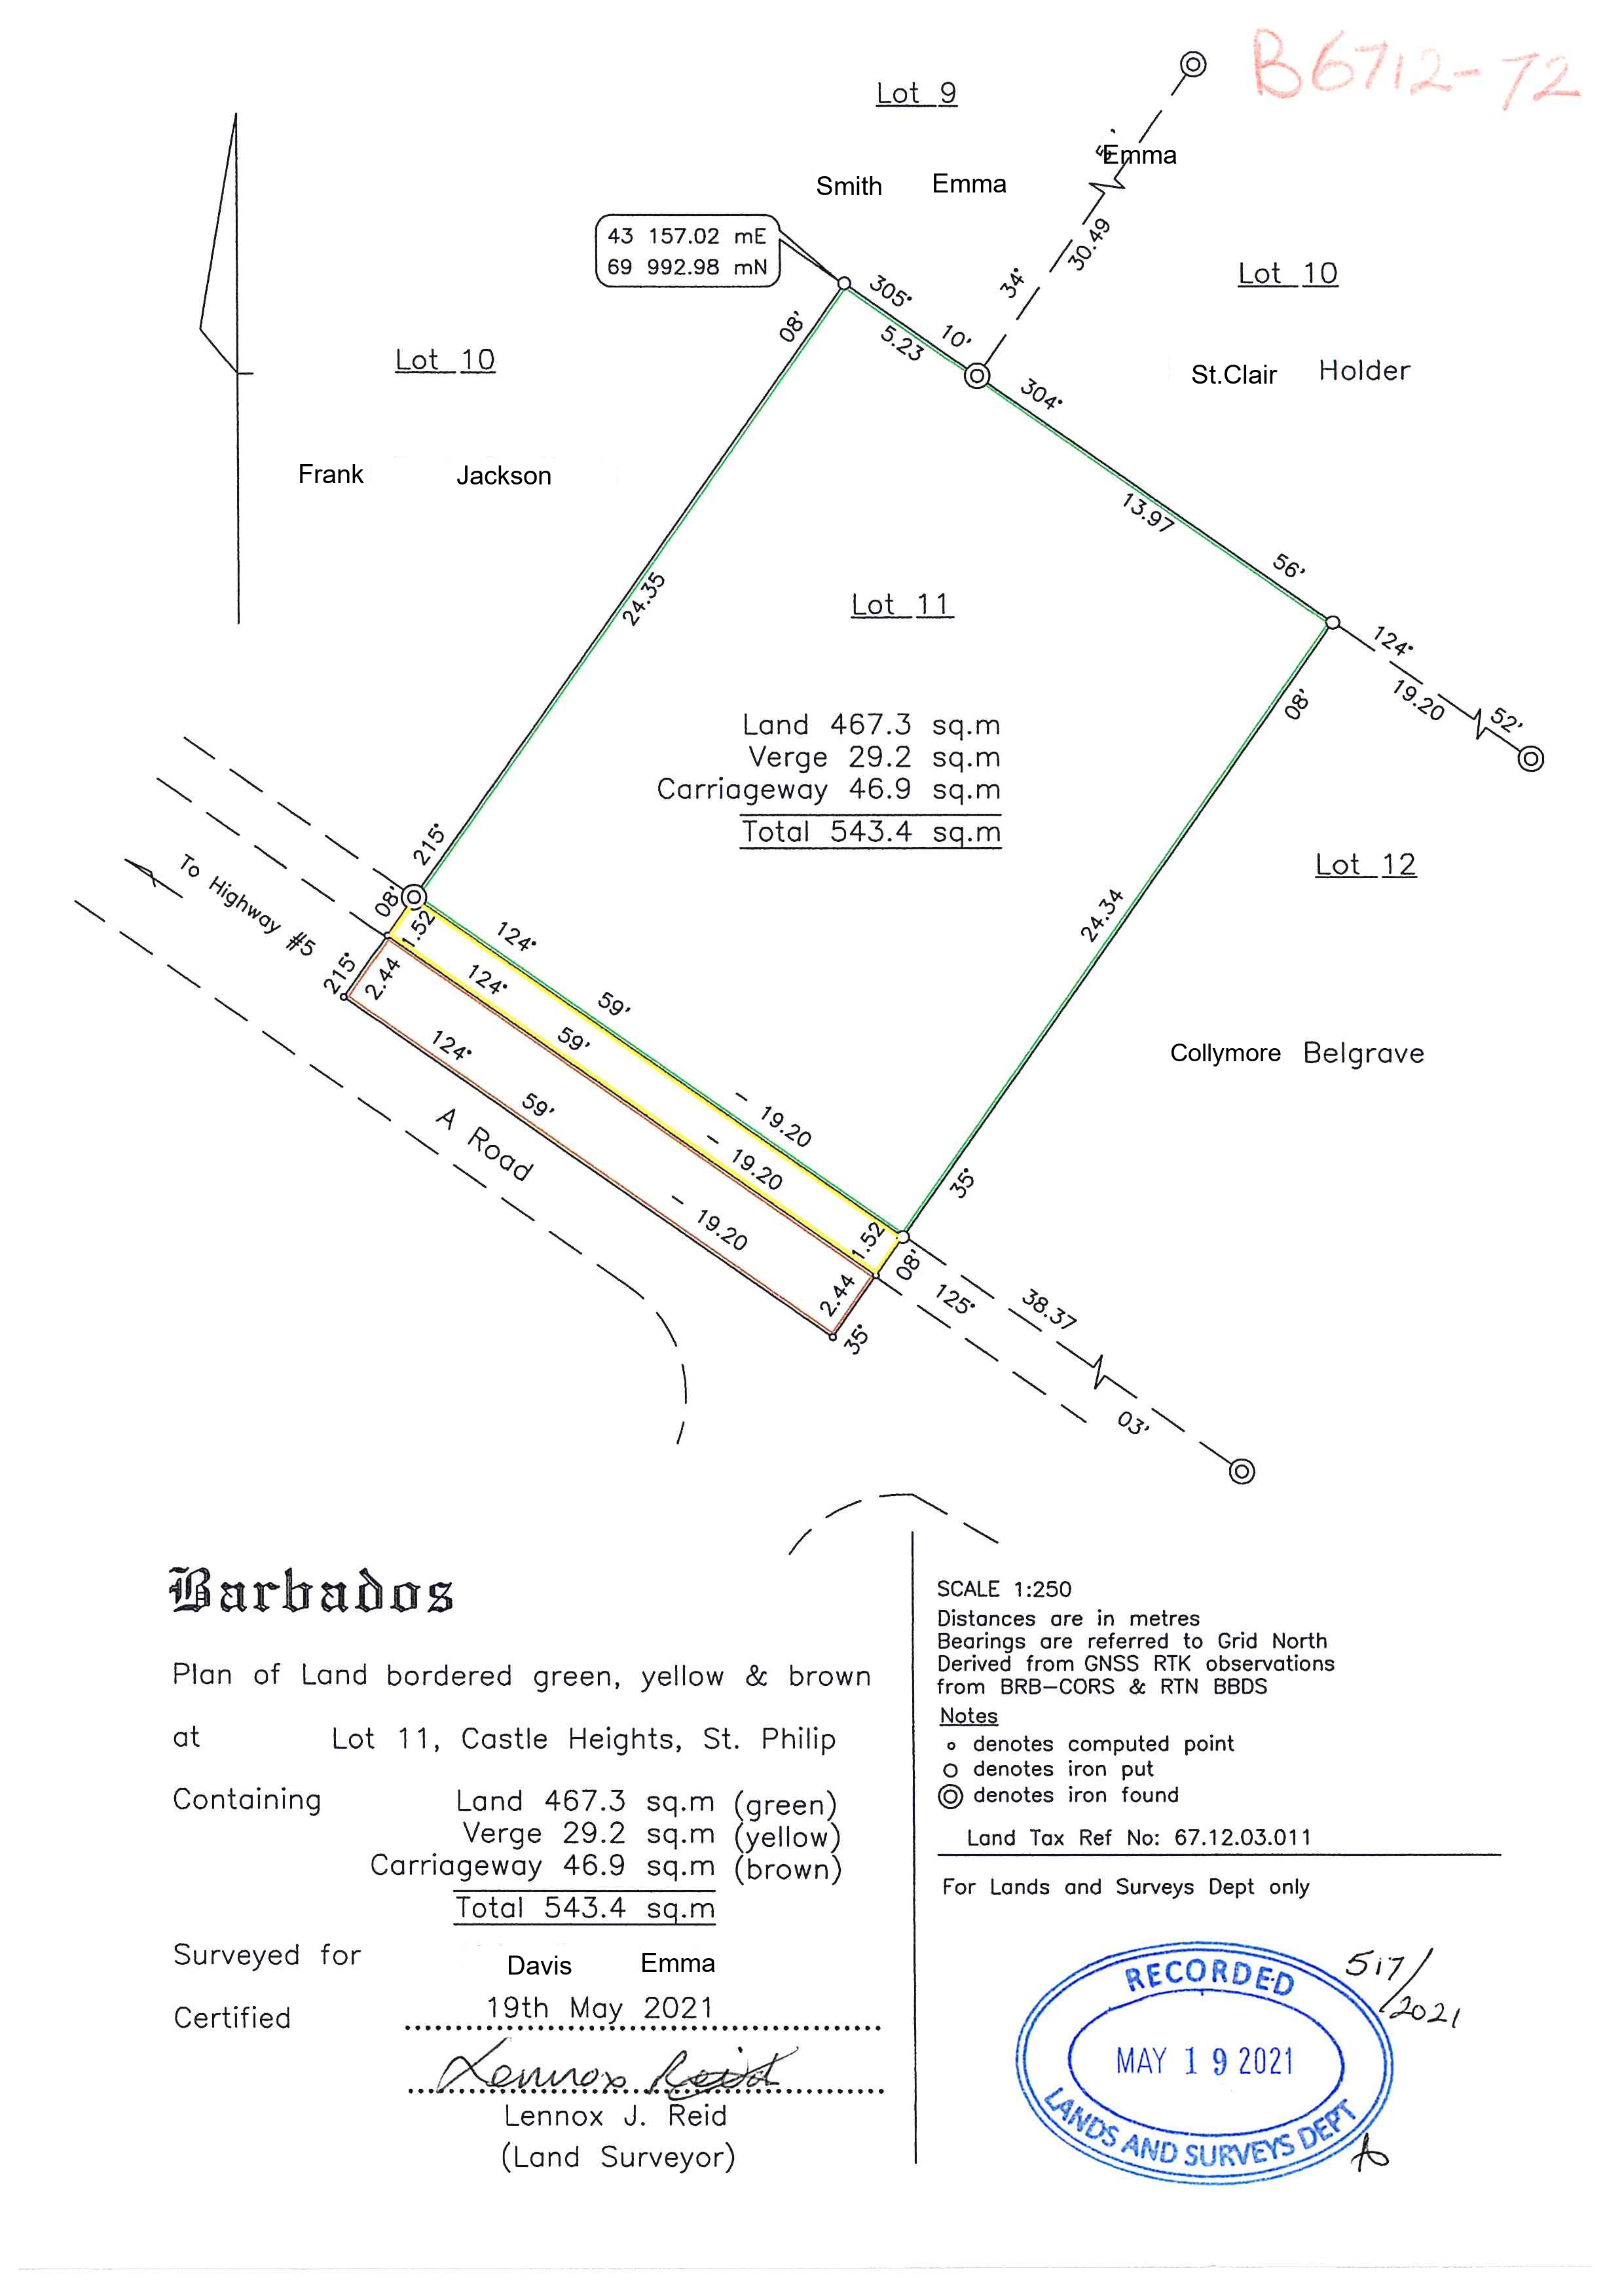 B6712-72
Lot 9
Emma
Smith Emma
43 157.02 mE
69 992.98 mN
305°
10'
5.23
34°
30.49
Lot 10
St.Clair Holder
Lot 10
Frank Jackson
08'
24.35
215°
304°
56'
13.97
124°
52'
19.20
Lot 11
Land 467.3 sq.m
Verge 29.2 sq.m
Carriageway 46.9 sq.m
Total 543.4 sq.m
08'
24.34
35°
Lot 12
Collymore Belgrave
To Highway #5
08'
1.52
215°
2.44
124° 59' - 19.20
124° 59' - 19.20
124° 59' - 19.20
A Road
1.52
08'
2.44
35°
125° 03'
38.37
Barbados
Plan of Land bordered green, yellow & brown
at Lot 11, Castle Heights, St. Philip
Containing Land 467.3 sq.m (green)
Verge 29.2 sq.m (yellow)
Carriageway 46.9 sq.m (brown)
Total 543.4 sq.m
Surveyed for Davis Emma
Certified 19th May 2021
Lennox Reid
Lennox J. Reid
(Land Surveyor)
SCALE 1:250
Distances are in metres
Bearings are referred to Grid North
Derived from GNSS RTK observations
from BRB-CORS & RTN BBDS
Notes
denotes computed point
denotes iron put
denotes iron found
Land Tax Ref No: 67.12.03.011
For Lands and Surveys Dept only
RECORDED
MAY 19 2021
LANDS AND SURVEYS DEPT
517/2021